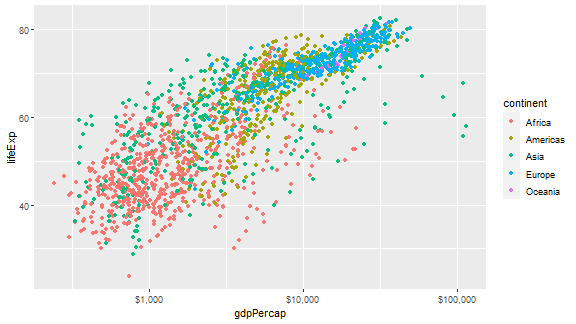 80
60
40
lifeExp
$1,000
$10,000
$100,000
gdpPercap
continent
Africa
Americas
Asia
Europe
Oceania